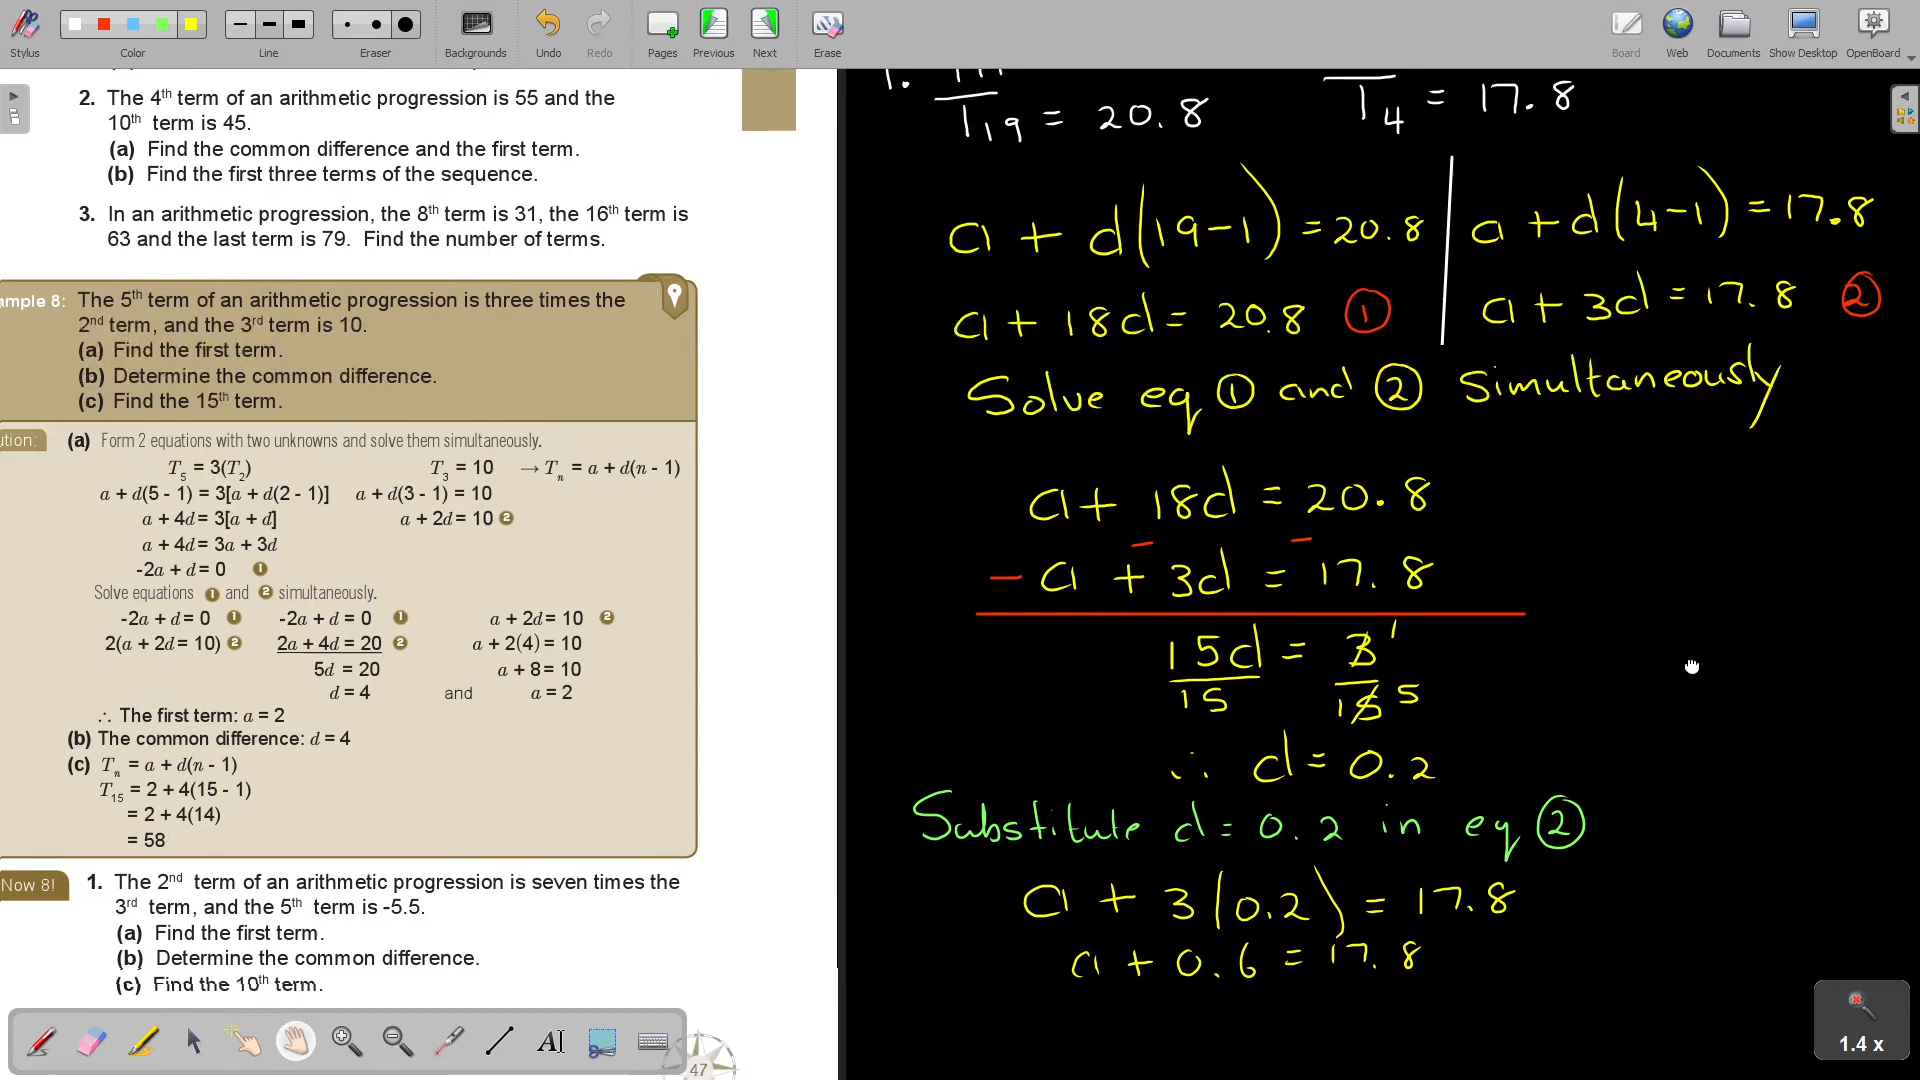 Stylus Color Line Eraser Backgrounds Undo Redo Pages Previous Next Erase Board Web Documents Show Desktop OpenBoard
2. The 4th term of an arithmetic progression is 55 and the
10th term is 45.
(a) Find the common difference and the first term.
(b) Find the first three terms of the sequence.
3. In an arithmetic progression, the 8th term is 31, the 16th term is
63 and the last term is 79. Find the number of terms.
ample 8: The 5th term of an arithmetic progression is three times the
2nd term, and the 3rd term is 10.
(a) Find the first term.
(b) Determine the common difference.
(c) Find the 15th term.
ution: (a) Form 2 equations with two unknowns and solve them simultaneously.
T5 = 3(T2) T3 = 10 → Tn = a + d(n - 1)
a + d(5 - 1) = 3[a + d(2 - 1)] a + d(3 - 1) = 10
a + 4d = 3[a + d] a + 2d = 10 2
a + 4d = 3a + 3d
-2a + d = 0 1
Solve equations 1 and 2 simultaneously.
-2a + d = 0 1 -2a + d = 0 1 a + 2d = 10 2
2(a + 2d = 10) 2 2a + 4d = 20 2 a + 2(4) = 10
5d = 20 a + 8 = 10
d = 4 and a = 2
∴ The first term: a = 2
(b) The common difference: d = 4
(c) Tn = a + d(n - 1)
T15 = 2 + 4(15 - 1)
= 2 + 4(14)
= 58
Now 8! 1. The 2nd term of an arithmetic progression is seven times the
3rd term, and the 5th term is -5.5.
(a) Find the first term.
(b) Determine the common difference.
(c) Find the 10th term.
47
1.
T19 = 20.8 T4 = 17.8
a + d(19-1) = 20.8 a + d(4-1) = 17.8
a + 18d = 20.8 1 a + 3d = 17.8 2
Solve eq 1 and 2 simultaneously
a + 18d = 20.8
- a + 3d = 17.8
- -
15d = 3 1
15 15 5
∴ d = 0.2
Substitute d = 0.2 in eq 2
a + 3(0.2) = 17.8
a + 0.6 = 17.8
1.4 x